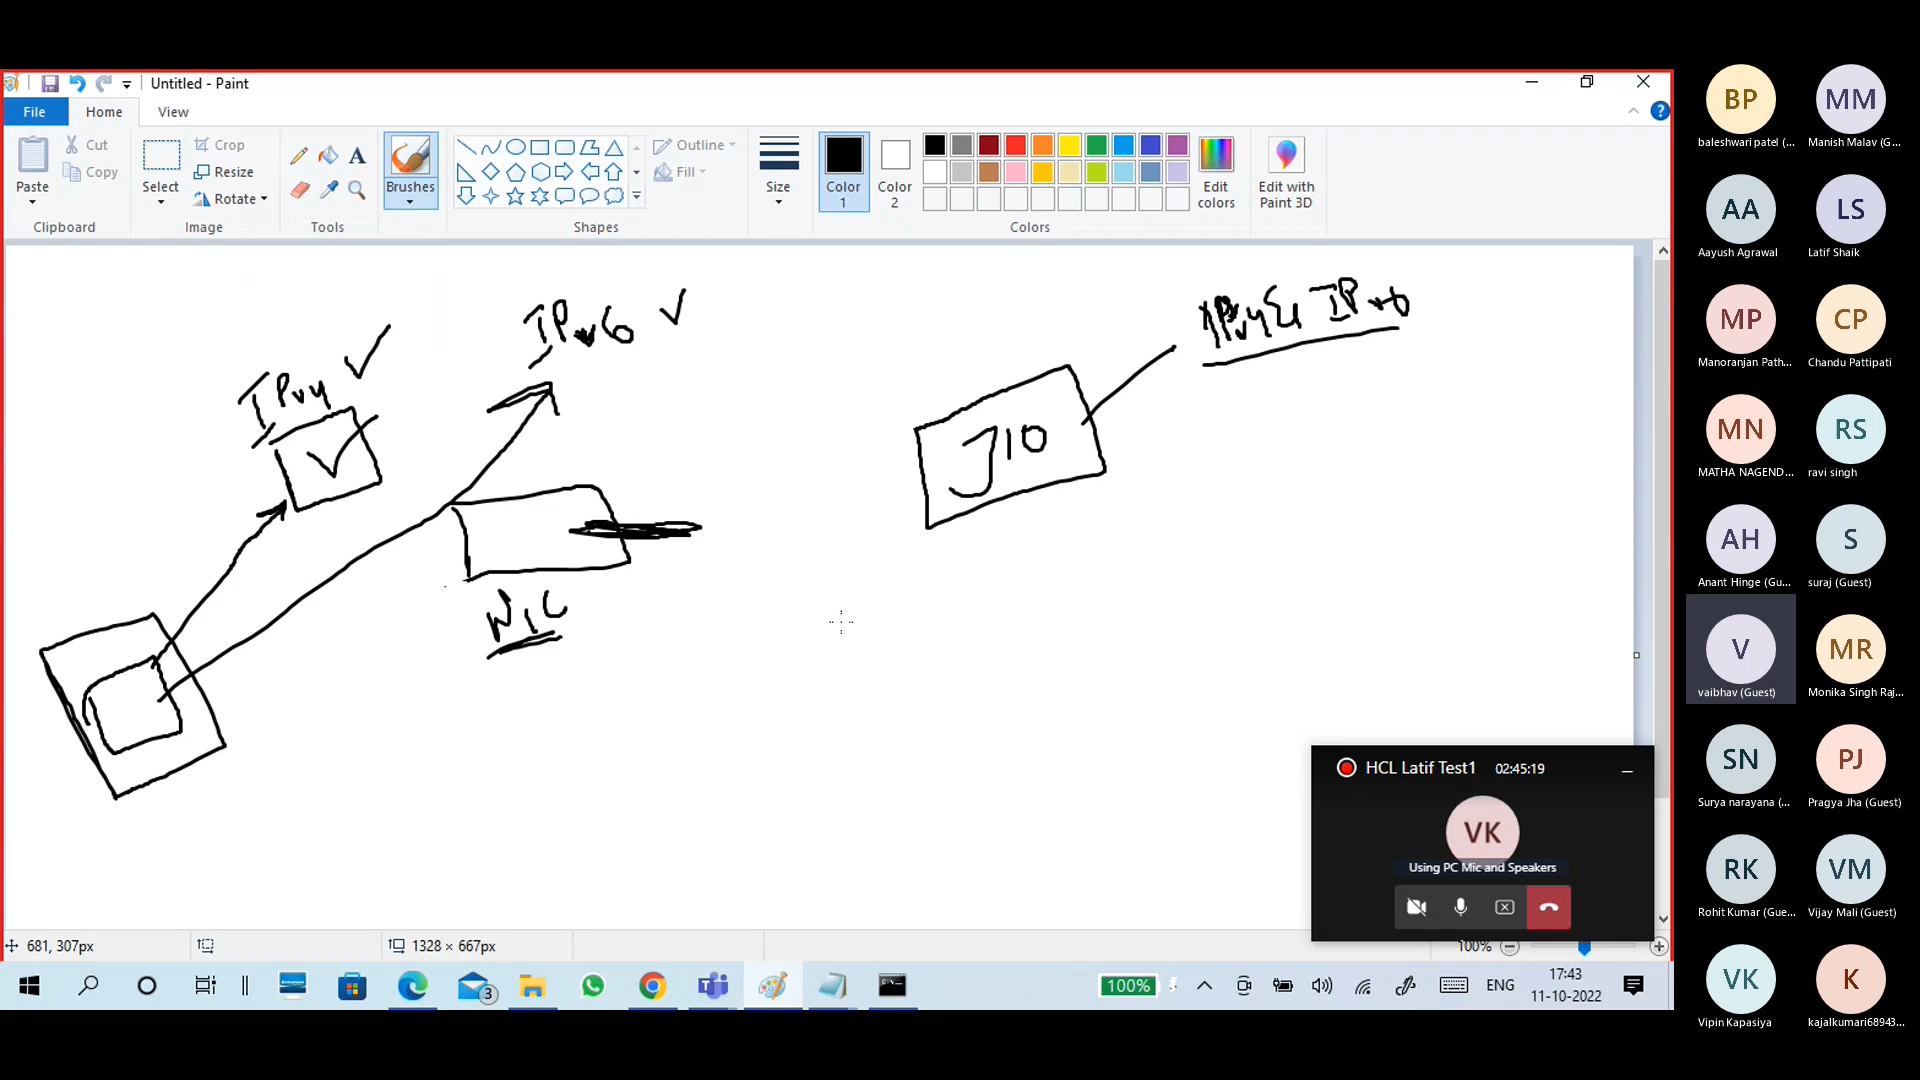 Untitled - Paint
File Home View
Paste
Cut
Copy
Clipboard
Select
Crop
Resize
Rotate
Image
A
Tools
Brushes
Shapes
Outline
Fill
Size
Color 1
Color 2
Edit colors
Edit with Paint 3D
Colors
IPv4
IPv6
NIC
JIO
IPv4 & IPv6
HCL Latif Test1 02:45:19
VK
Using PC Mic and Speakers
681, 307px
1328 × 667px
100%
3
100%
ENG
17:43
11-10-2022
BP
MM
baleshwari patel (...
Manish Malav (G...
AA
LS
Aayush Agrawal
Latif Shaik
MP
CP
Manoranjan Path...
Chandu Pattipati
MN
RS
MATHA NAGEND...
ravi singh
AH
S
Anant Hinge (Gu...
suraj (Guest)
V
MR
vaibhav (Guest)
Monika Singh Raj...
SN
PJ
Surya narayana (...
Pragya Jha (Guest)
RK
VM
Rohit Kumar (Gue...
Vijay Mali (Guest)
VK
K
Vipin Kapasiya
kajalkumari68943...